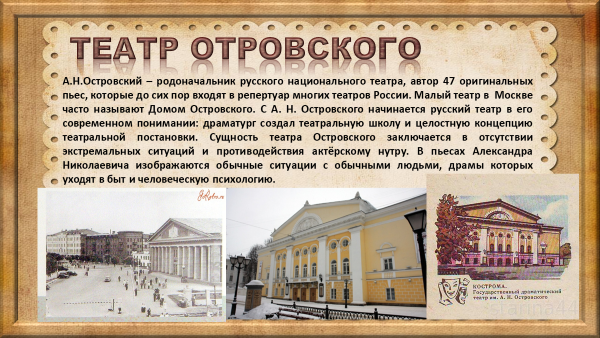 ТЕАТР ОТРОВСКОГО
А.Н.Островский – родоначальник русского национального театра, автор 47 оригинальных
пьес, которые до сих пор входят в репертуар многих театров России. Малый театр в Москве
часто называют Домом Островского. С А. Н. Островского начинается русский театр в его
современном понимании: драматург создал театральную школу и целостную концепцию
театральной постановки. Сущность театра Островского заключается в отсутствии
экстремальных ситуаций и противодействия актёрскому нутру. В пьесах Александра
Николаевича изображаются обычные ситуации с обычными людьми, драмы которых
уходят в быт и человеческую психологию.
КОСТРОМА.
Государственный драматический
театр им. А. Н. Островского